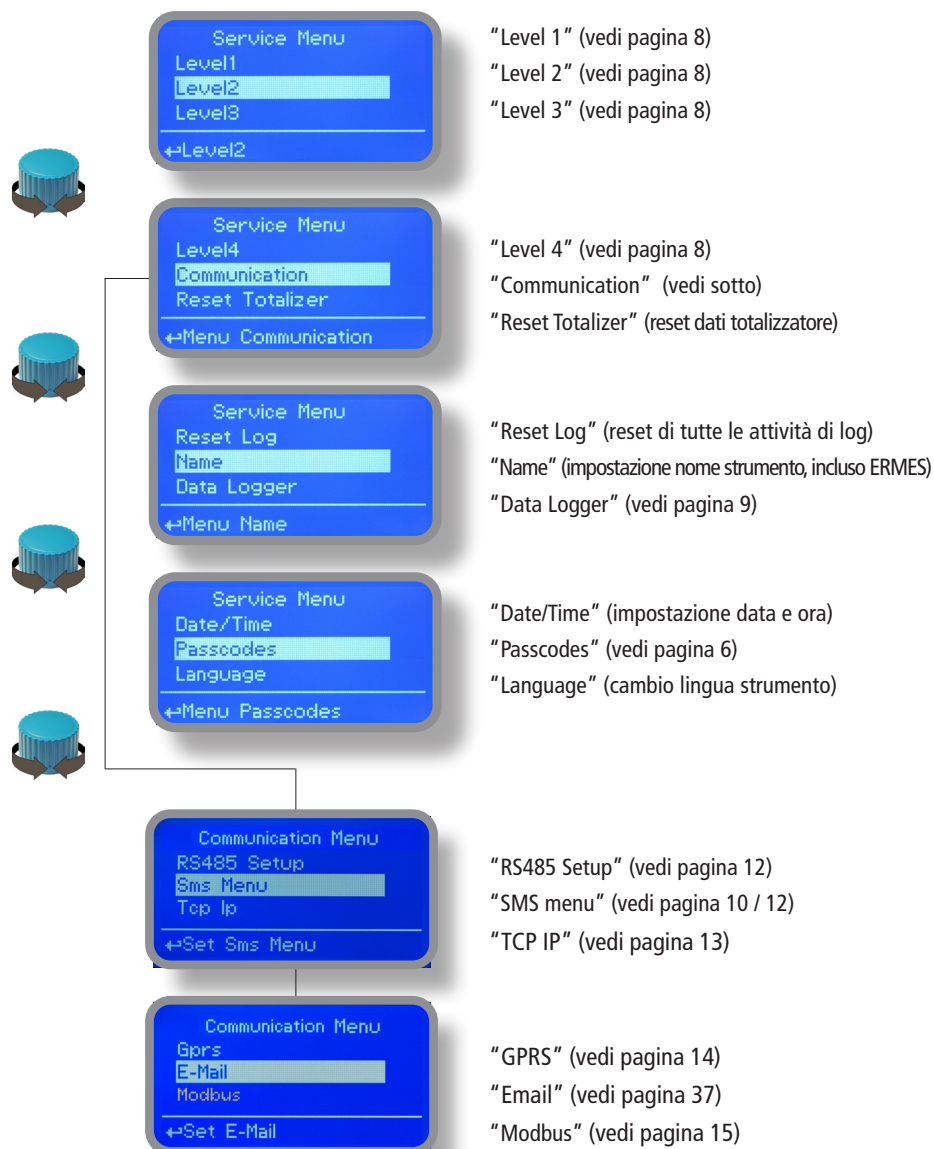 Service Menu
Level1
Level2
Level3
↵Level2
“Level 1” (vedi pagina 8)
“Level 2” (vedi pagina 8)
“Level 3” (vedi pagina 8)
Service Menu
Level4
Communication
Reset Totalizer
↵Menu Communication
“Level 4” (vedi pagina 8)
“Communication” (vedi sotto)
“Reset Totalizer” (reset dati totalizzatore)
Service Menu
Reset Log
Name
Data Logger
↵Menu Name
“Reset Log” (reset di tutte le attività di log)
“Name” (impostazione nome strumento, incluso ERMES)
“Data Logger” (vedi pagina 9)
Service Menu
Date/Time
Passcodes
Language
↵Menu Passcodes
“Date/Time” (impostazione data e ora)
“Passcodes” (vedi pagina 6)
“Language” (cambio lingua strumento)
Communication Menu
RS485 Setup
Sms Menu
Tcp Ip
↵Set Sms Menu
“RS485 Setup” (vedi pagina 12)
“SMS menu” (vedi pagina 10 / 12)
“TCP IP” (vedi pagina 13)
Communication Menu
Gprs
E-Mail
Modbus
↵Set E-Mail
“GPRS” (vedi pagina 14)
“Email” (vedi pagina 37)
“Modbus” (vedi pagina 15)